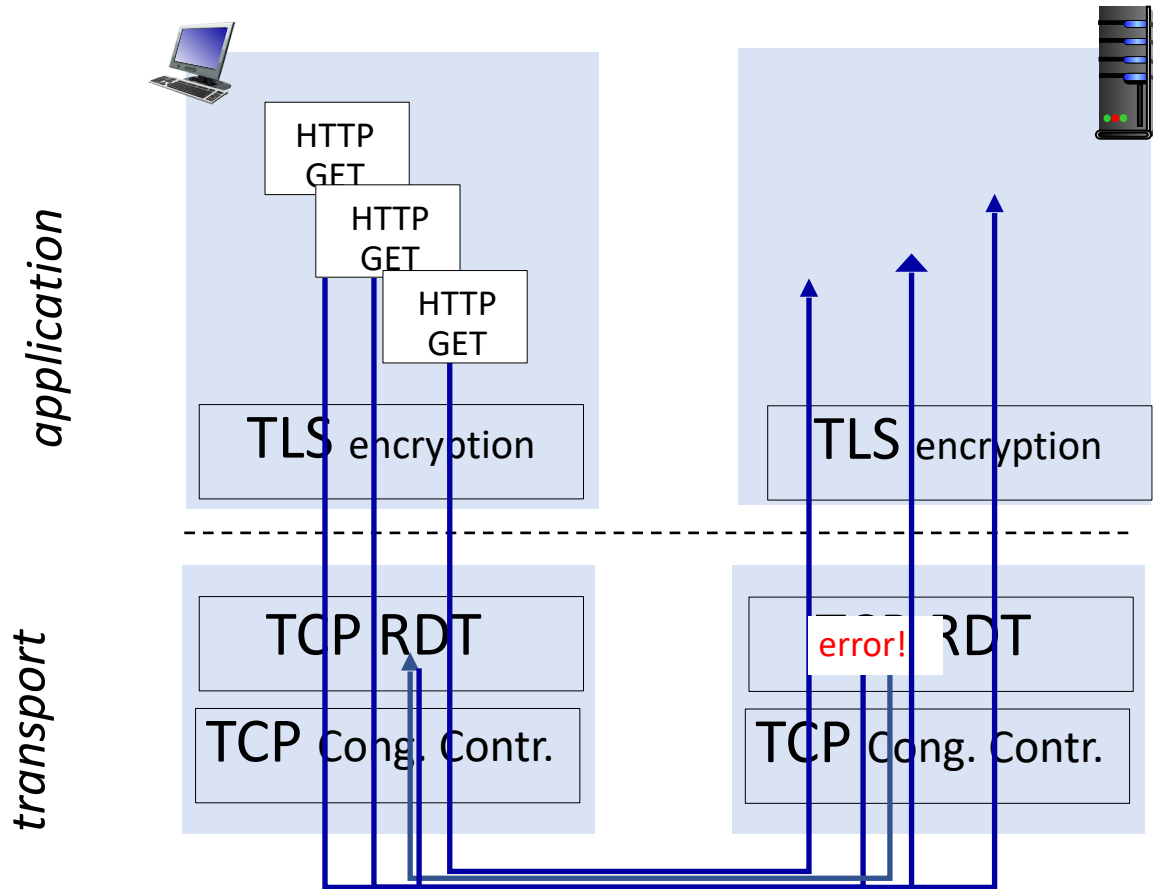 application
HTTP
GET
HTTP
GET
HTTP
GET
TLS encryption
TLS encryption
transport
TCP RDT
error! RDT
TCP Cong. Contr.
TCP Cong. Contr.